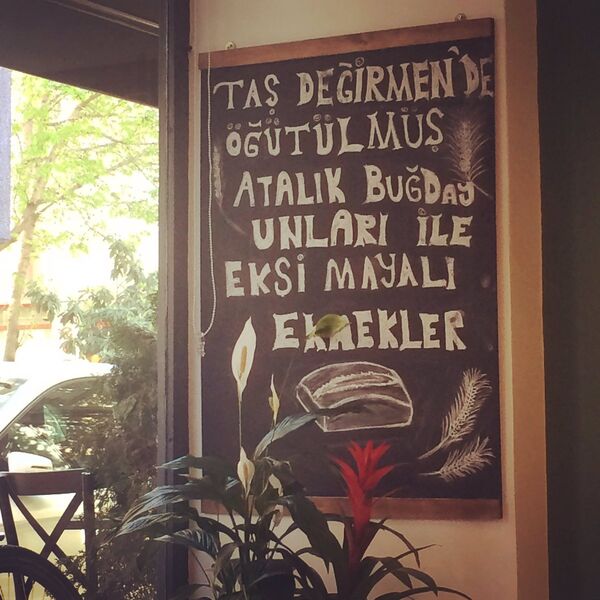 TAŞ DEĞİRMEN'DE
ÖĞÜTÜLMÜŞ
ATALIK BUĞDAY
UNLARI İLE
EKŞİ MAYALI
EKMEKLER